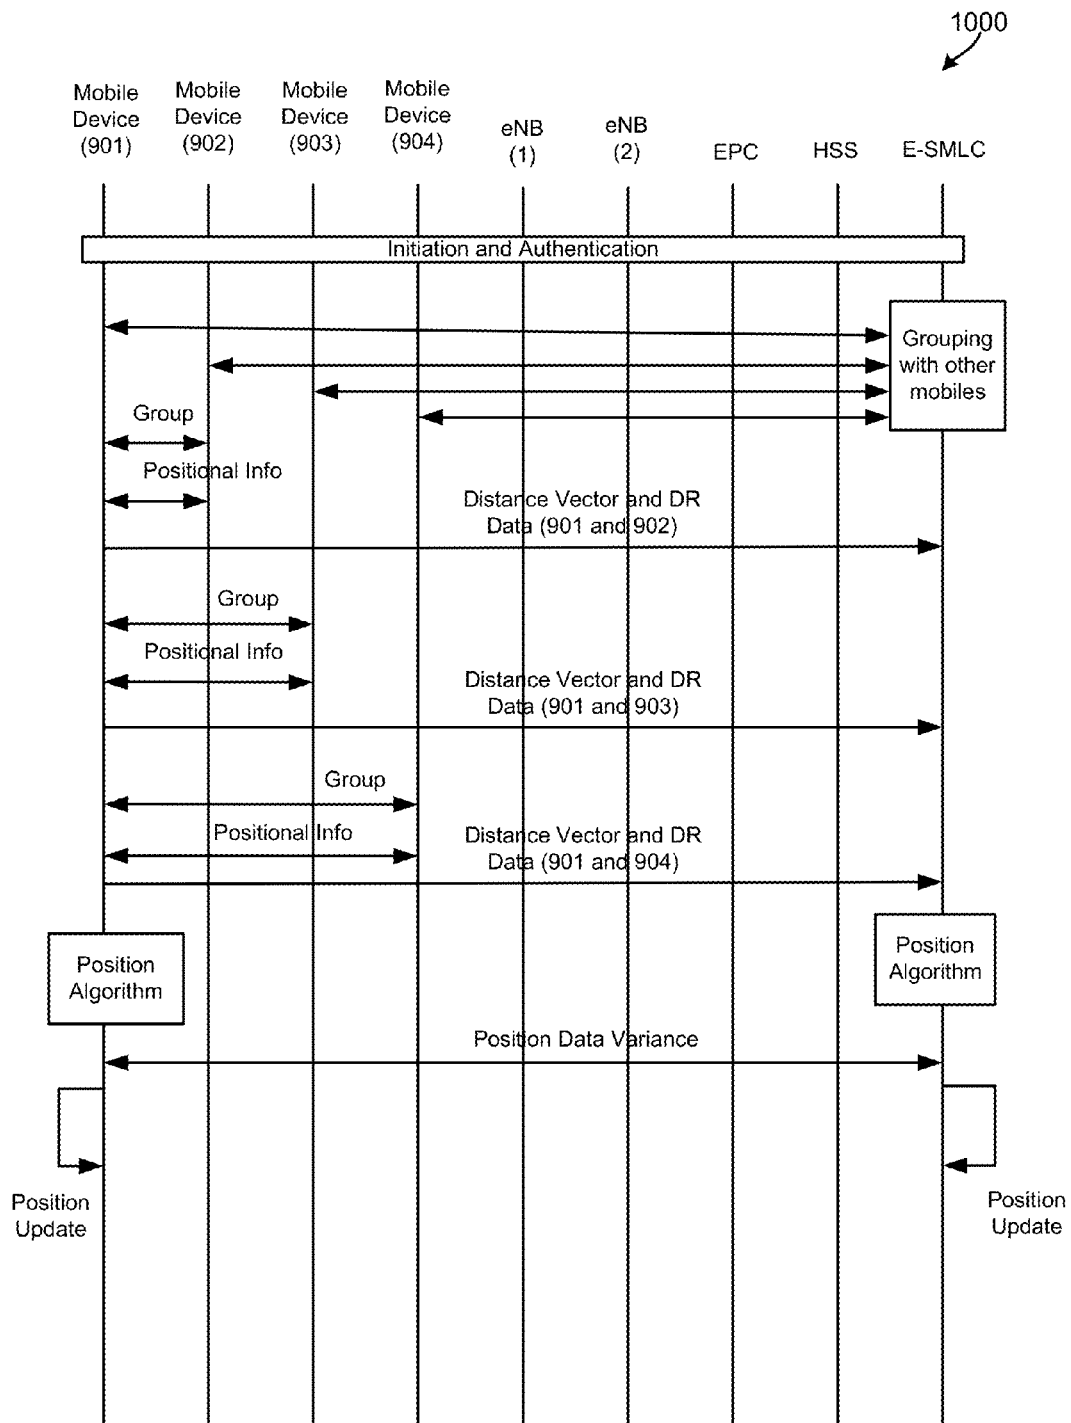 1000
Mobile
Device
(901)
Mobile
Device
(902)
Mobile
Device
(903)
Mobile
Device
(904)
eNB
(1)
eNB
(2)
EPC
HSS
E-SMLC
Initiation and Authentication
Grouping
with other
mobiles
Group
Positional Info
Distance Vector and DR
Data (901 and 902)
Group
Positional Info
Distance Vector and DR
Data (901 and 903)
Group
Positional Info
Distance Vector and DR
Data (901 and 904)
Position
Algorithm
Position
Algorithm
Position Data Variance
Position
Update
Position
Update